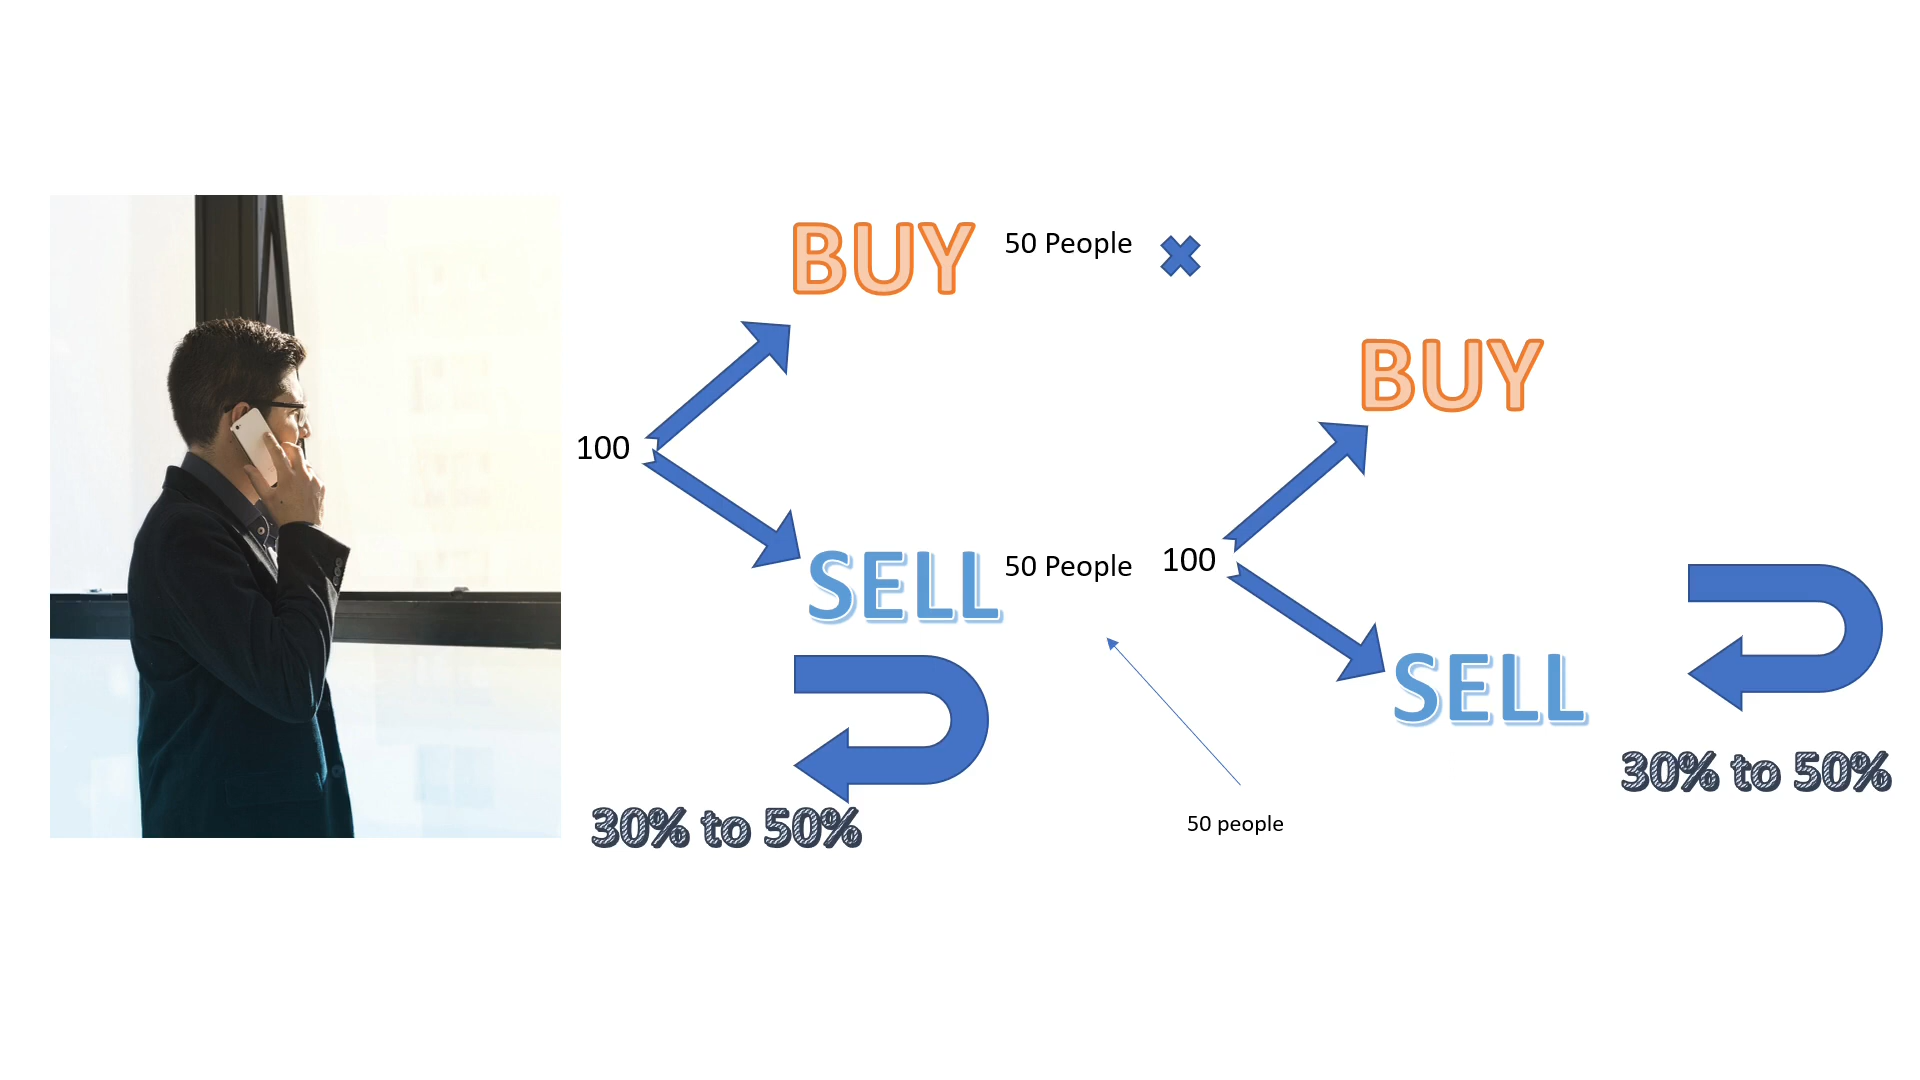 BUY 50 People
BUY
100
SELL 50 People 100
SELL
30% to 50%
30% to 50%
50 people